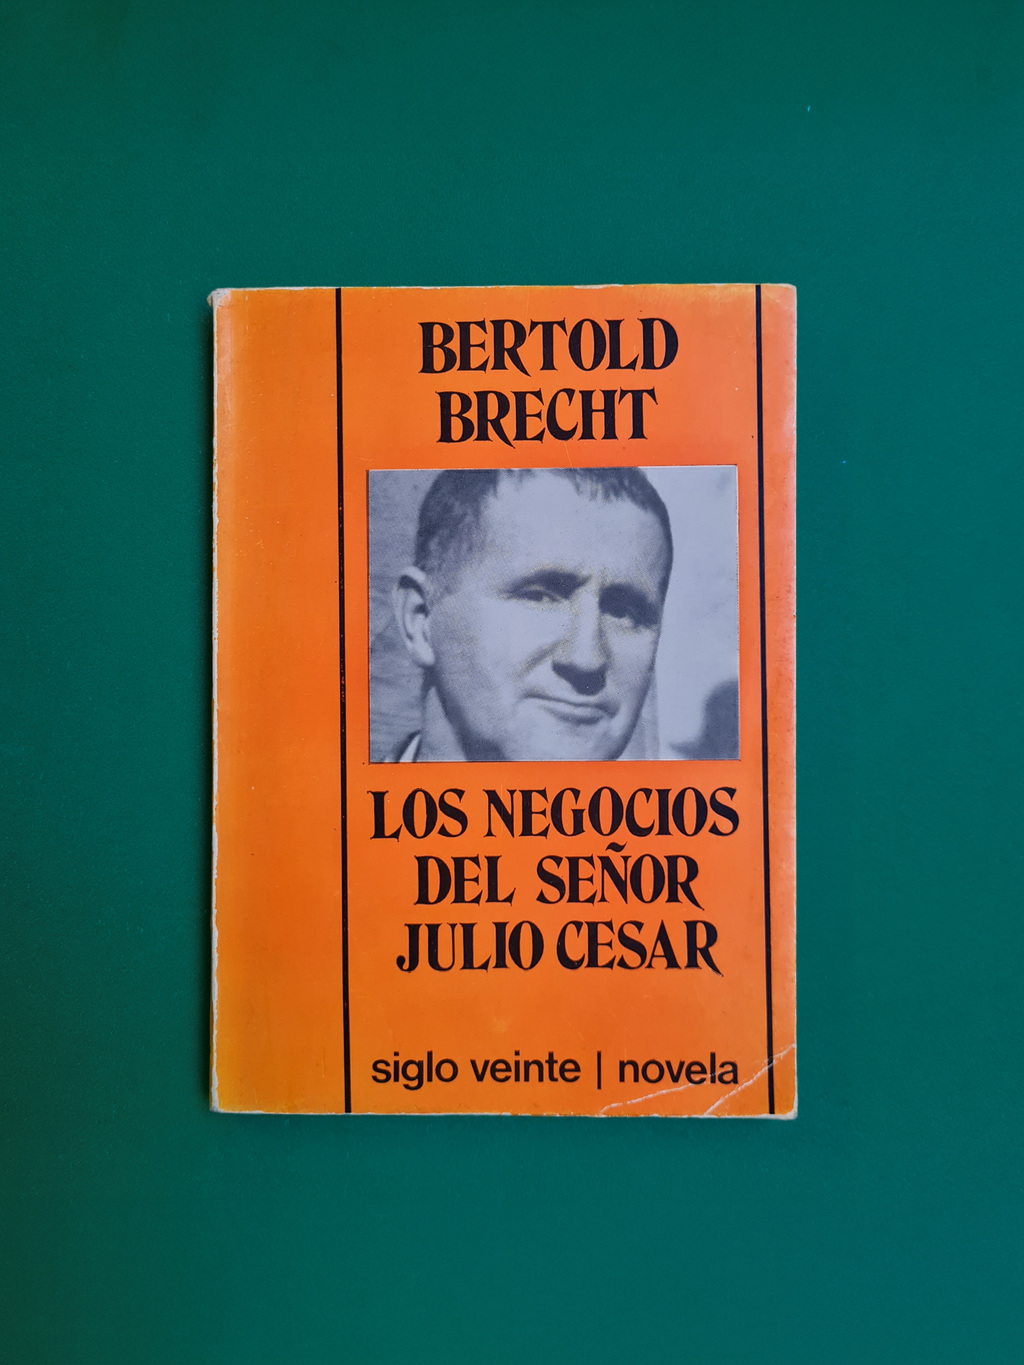 BERTOLD
BRECHT
LOS NEGOCIOS
DEL SEÑOR
JULIO CESAR
siglo veinte | novela